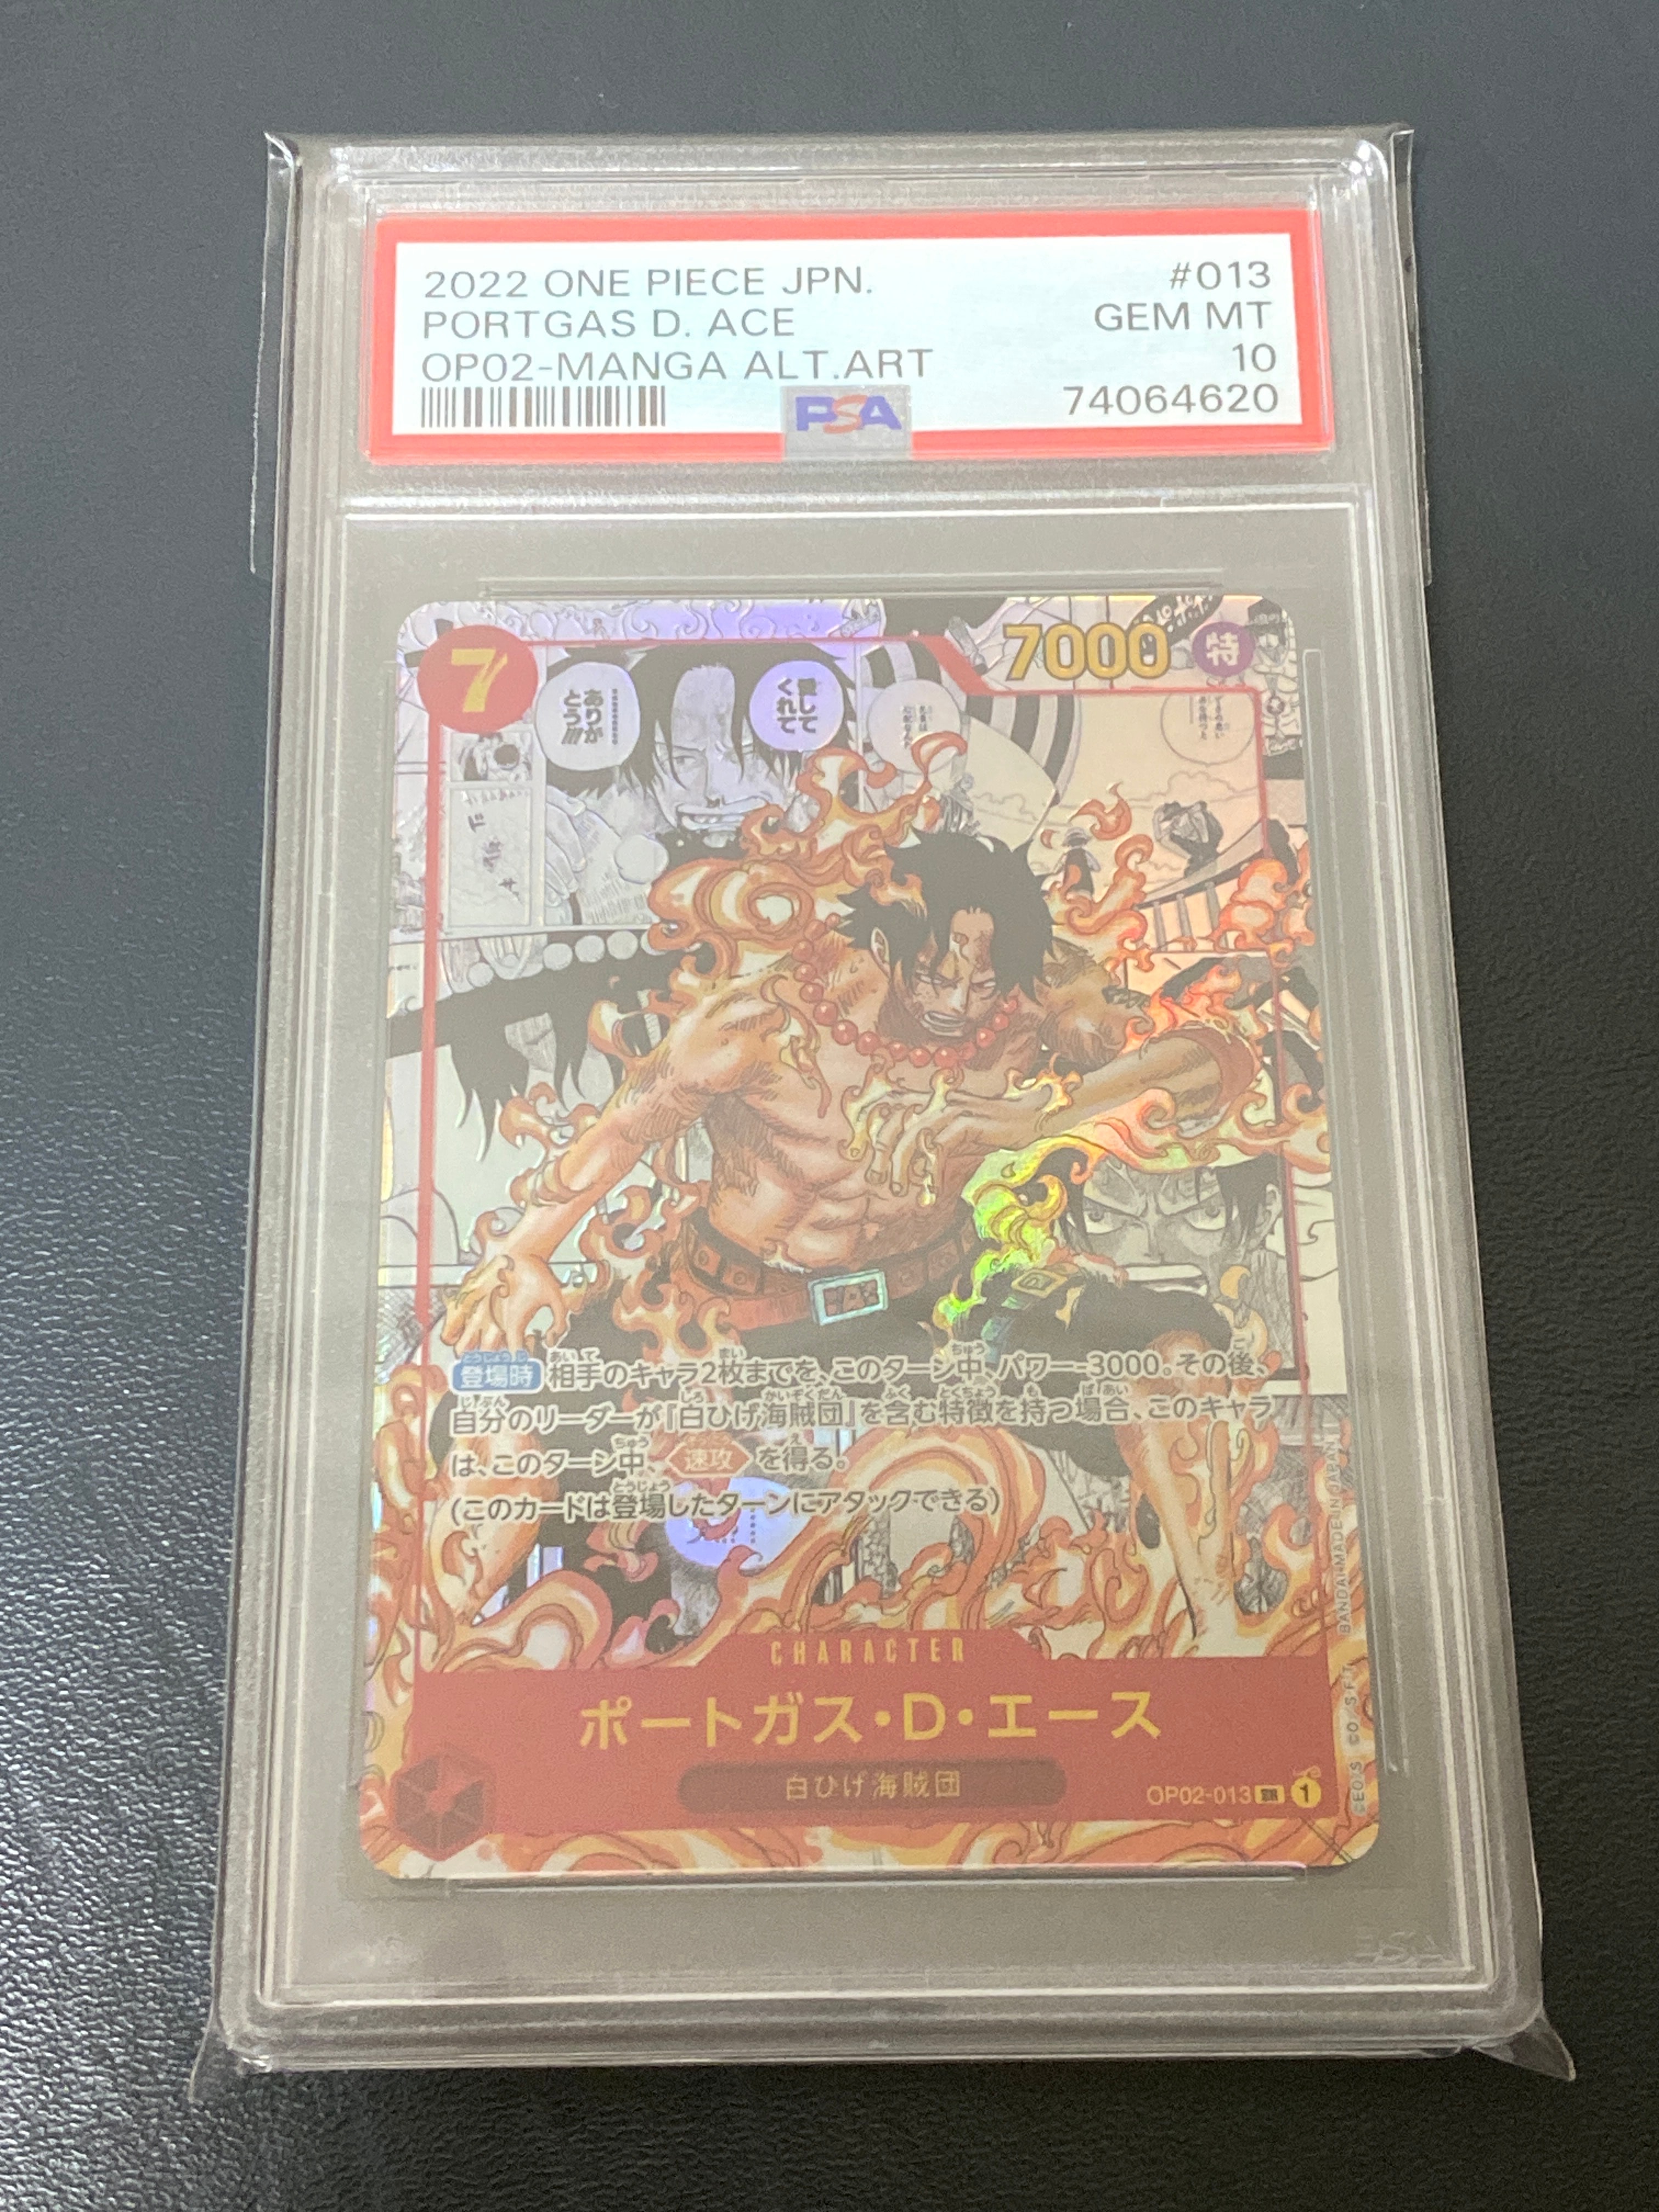 2022 ONE PIECE JPN. #013
PORTGAS D. ACE GEM MT
OP02-MANGA ALT.ART 10
PSA 74064620
7
7000
特
愛して
くれて
………
ありが
とう!!!
登場時 相手のキャラ2枚までを、このターン中、パワー-3000。その後、
自分のリーダーが『白ひげ海賊団』を含む特徴を持つ場合、このキャラ
は、このターン中、速攻 を得る。
(このカードは登場したターンにアタックできる)
CHARACTER
ポートガス・D・エース
白ひげ海賊団
OP02-013 SR 1
©EO'S ©O/S・F・T BANDAI MADE IN JAPAN